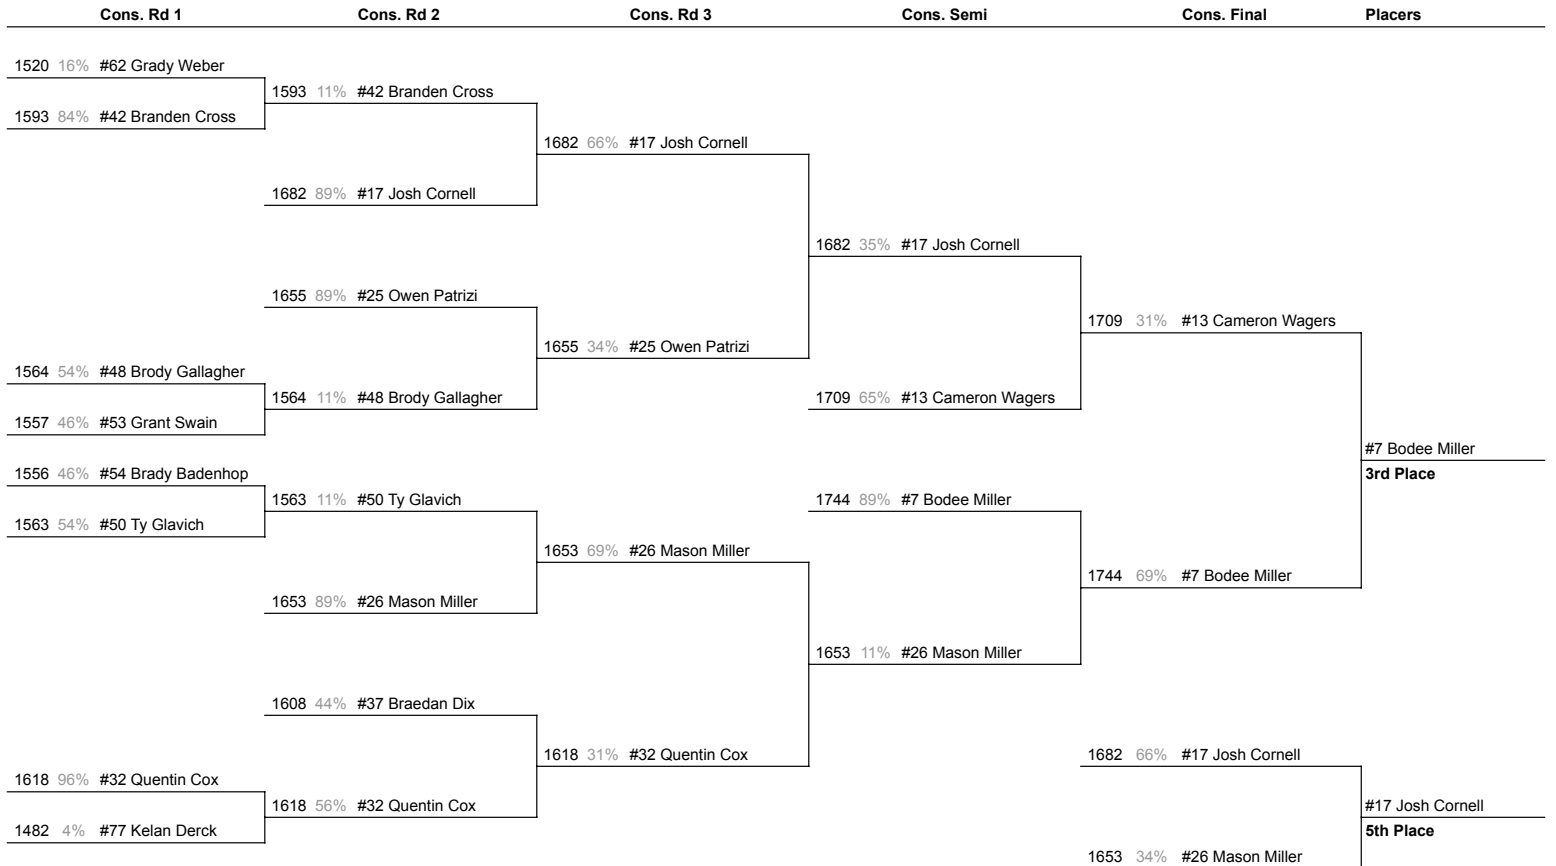 Cons. Rd 1 Cons. Rd 2 Cons. Rd 3 Cons. Semi Cons. Final Placers
1520 16% #62 Grady Weber
1593 11% #42 Branden Cross
1593 84% #42 Branden Cross
1682 66% #17 Josh Cornell
1682 89% #17 Josh Cornell
1682 35% #17 Josh Cornell
1655 89% #25 Owen Patrizi
1709 31% #13 Cameron Wagers
1655 34% #25 Owen Patrizi
1564 54% #48 Brody Gallagher
1564 11% #48 Brody Gallagher
1709 65% #13 Cameron Wagers
1557 46% #53 Grant Swain
#7 Bodee Miller
1556 46% #54 Brady Badenhop
3rd Place
1563 11% #50 Ty Glavich
1744 89% #7 Bodee Miller
1563 54% #50 Ty Glavich
1653 69% #26 Mason Miller
1744 69% #7 Bodee Miller
1653 89% #26 Mason Miller
1653 11% #26 Mason Miller
1608 44% #37 Braedan Dix
1618 31% #32 Quentin Cox
1682 66% #17 Josh Cornell
1618 96% #32 Quentin Cox
1618 56% #32 Quentin Cox
#17 Josh Cornell
1482 4% #77 Kelan Derck
5th Place
1653 34% #26 Mason Miller